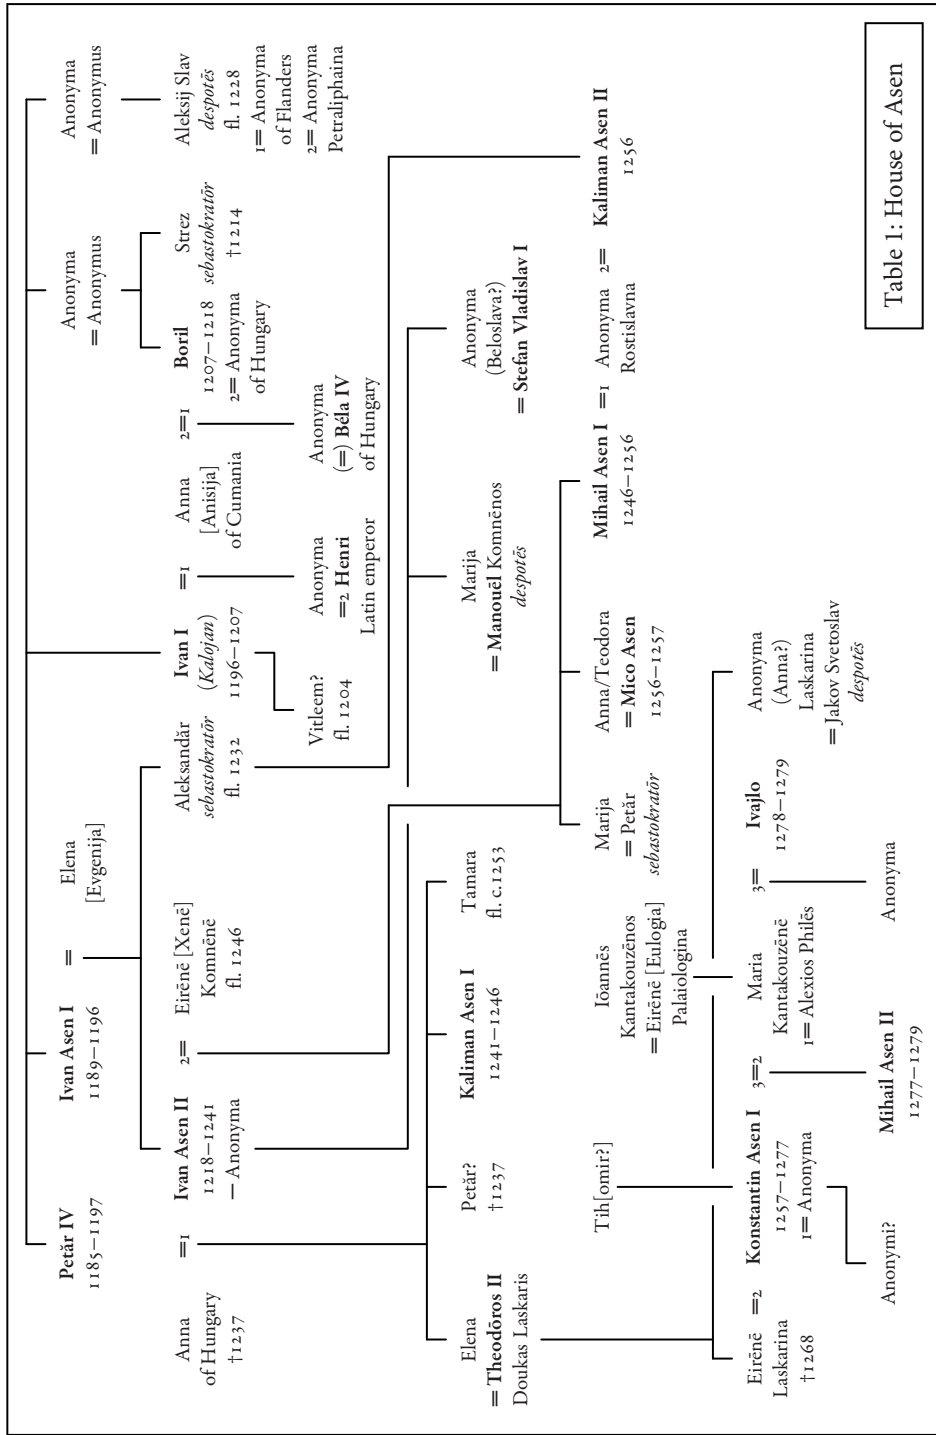 Petăr IV
1185–1197
Ivan Asen I
1189–1196
=
Elena
[Evgenija]
Anonyma
= Anonymus
Anonyma
= Anonymus
Anna
of Hungary
†1237
=1
Ivan Asen II
1218–1241
— Anonyma
2=
Eirēnē [Xenē]
Komnēnē
fl. 1246
Aleksandăr
sebastokratōr
fl. 1232
Ivan I
(Kalojan)
1196–1207
=1
Anna
[Anisija]
of Cumania
2=1
Boril
1207–1218
2= Anonyma
of Hungary
Strez
sebastokratōr
†1214
Aleksij Slav
despotēs
fl. 1228
1= Anonyma
of Flanders
2= Anonyma
Petraliphaina
Vitleem?
fl. 1204
Anonyma
=2 Henri
Latin emperor
Anonyma
(=) Béla IV
of Hungary
Elena
= Theodōros II
Doukas Laskaris
Petăr?
†1237
Kaliman Asen I
1241–1246
Tamara
fl. c.1253
Marija
= Manouēl Komnēnos
despotēs
Anonyma
(Beloslava?)
= Stefan Vladislav I
Tih[omir?]
Iōannēs
Kantakouzēnos
= Eirēnē [Eulogia]
Palaiologina
Marija
= Petăr
sebastokratōr
Anna/Teodora
= Mico Asen
1256–1257
Mihail Asen I
1246–1256
=1
Anonyma
Rostislavna
2=
Kaliman Asen II
1256
Eirēnē
Laskarina
†1268
=2
Konstantin Asen I
1257–1277
1= Anonyma
3=2
Maria
Kantakouzēnē
1= Alexios Philēs
3=
Ivajlo
1278–1279
Anonyma
(Anna?)
Laskarina
= Jakov Svetoslav
despotēs
Anonymi?
Mihail Asen II
1277–1279
Anonyma
Table 1: House of Asen